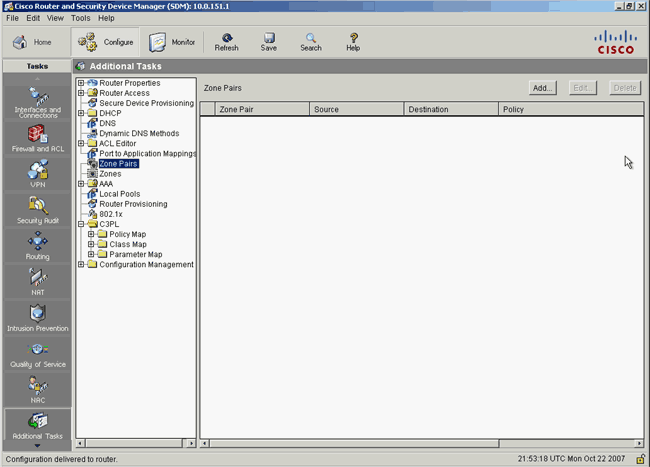 Cisco Router and Security Device Manager (SDM): 10.0.151.1
File Edit View Tools Help
Home Configure Monitor Refresh Save Search Help
CISCO
Tasks
Additional Tasks
Interfaces and
Connections
Firewall and ACL
VPN
Security Audit
Routing
NAT
Intrusion Prevention
Quality of Service
NAC
Additional Tasks
Router Properties
Router Access
Secure Device Provisioning
DHCP
DNS
Dynamic DNS Methods
ACL Editor
Port to Application Mappings
Zone Pairs
Zones
AAA
Local Pools
Router Provisioning
802.1x
C3PL
Policy Map
Class Map
Parameter Map
Configuration Management
Zone Pairs
Add... Edit... Delete
Zone Pair Source Destination Policy
Configuration delivered to router.
21:53:18 UTC Mon Oct 22 2007